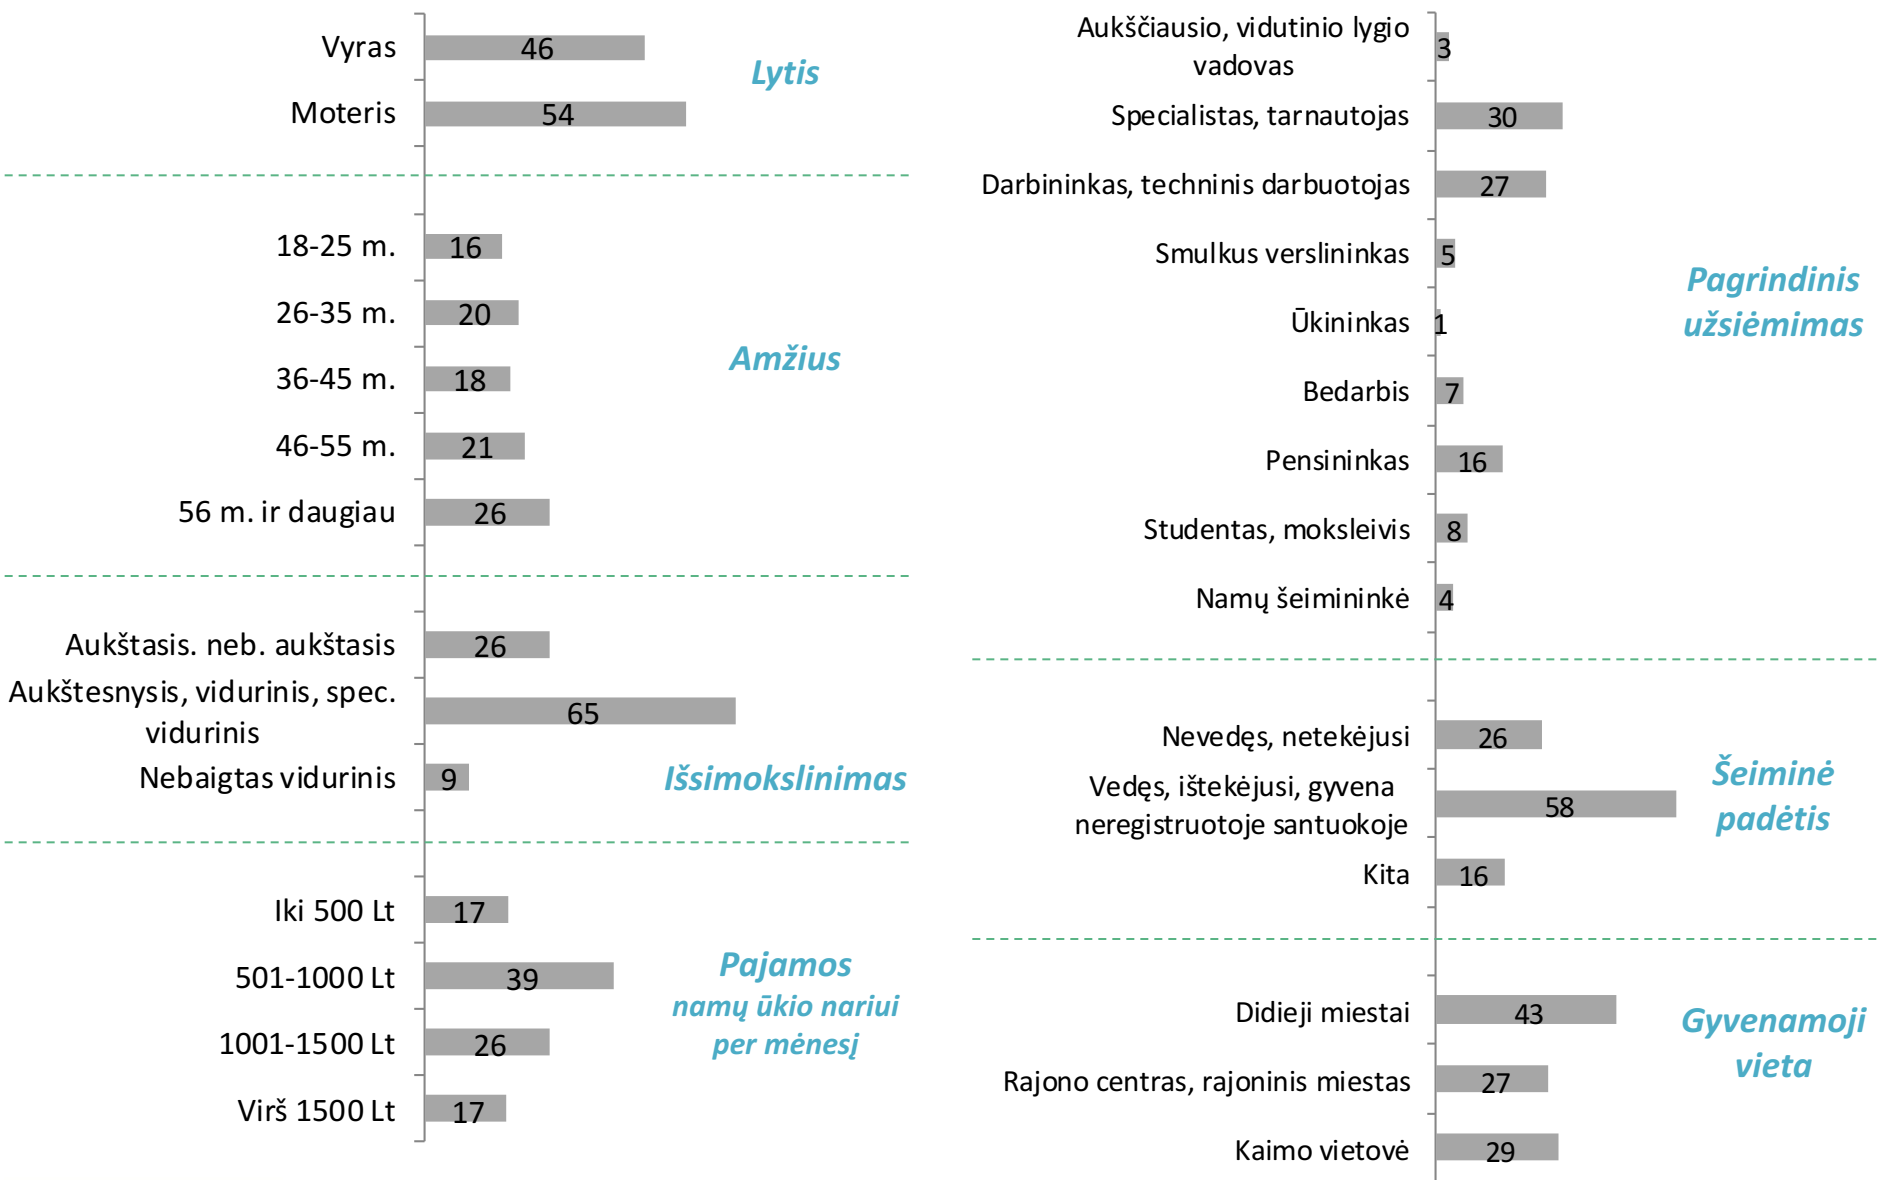 Vyras 46
Moteris 54
Lytis
18-25 m. 16
26-35 m. 20
36-45 m. 18
46-55 m. 21
56 m. ir daugiau 26
Amžius
Aukštasis. neb. aukštasis 26
Aukštesnysis, vidurinis, spec.
vidurinis
65
Nebaigtas vidurinis 9
Išsimokslinimas
Iki 500 Lt 17
501-1000 Lt 39
1001-1500 Lt 26
Virš 1500 Lt 17
Pajamos
namų ūkio nariui
per mėnesį
Aukščiausio, vidutinio lygio
vadovas
3
Specialistas, tarnautojas 30
Darbininkas, techninis darbuotojas 27
Smulkus verslininkas 5
Ūkininkas 1
Bedarbis 7
Pensininkas 16
Studentas, moksleivis 8
Namų šeimininkė 4
Pagrindinis
užsiėmimas
Nevedęs, netekėjusi 26
Vedęs, ištekėjusi, gyvena
neregistruotoje santuokoje
58
Kita 16
Šeiminė
padėtis
Didieji miestai 43
Rajono centras, rajoninis miestas 27
Kaimo vietovė 29
Gyvenamoji
vieta